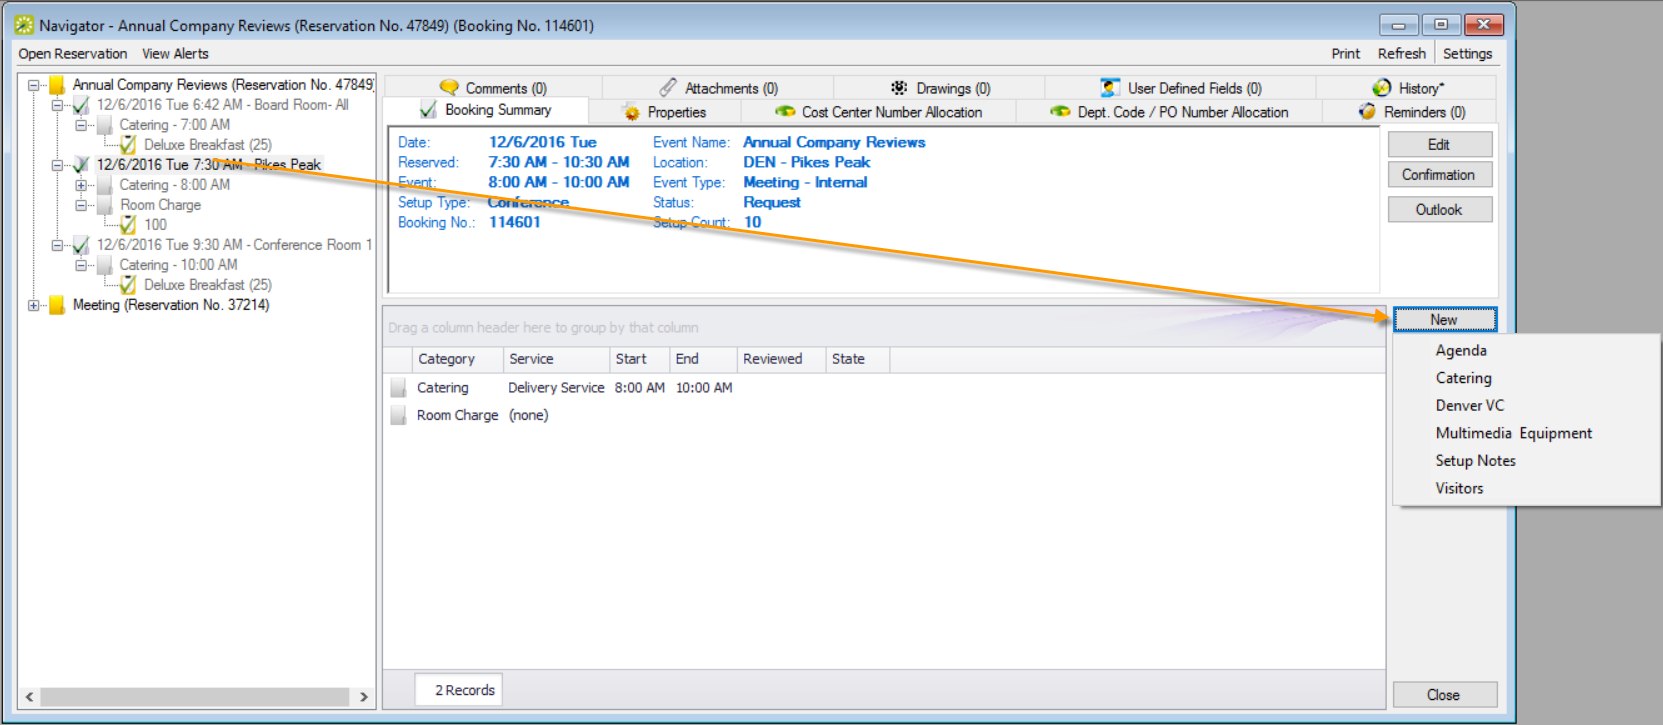 Navigator - Annual Company Reviews (Reservation No. 47849) (Booking No. 114601)
Open Reservation View Alerts Print Refresh Settings
Annual Company Reviews (Reservation No. 47849)
12/6/2016 Tue 6:42 AM - Board Room- All
Catering - 7:00 AM
Deluxe Breakfast (25)
12/6/2016 Tue 7:30 AM - Pikes Peak
Catering - 8:00 AM
Room Charge
100
12/6/2016 Tue 9:30 AM - Conference Room 1
Catering - 10:00 AM
Deluxe Breakfast (25)
Meeting (Reservation No. 37214)
Comments (0) Attachments (0) Drawings (0) User Defined Fields (0) History*
Booking Summary Properties Cost Center Number Allocation Dept. Code / PO Number Allocation Reminders (0)
Date: 12/6/2016 Tue Event Name: Annual Company Reviews
Reserved: 7:30 AM - 10:30 AM Location: DEN - Pikes Peak
Event: 8:00 AM - 10:00 AM Event Type: Meeting - Internal
Setup Type: Conference Status: Request
Booking No.: 114601 Setup Count: 10
Edit
Confirmation
Outlook
Drag a column header here to group by that column
Category Service Start End Reviewed State
Catering Delivery Service 8:00 AM 10:00 AM
Room Charge (none)
2 Records
New
Agenda
Catering
Denver VC
Multimedia Equipment
Setup Notes
Visitors
Close